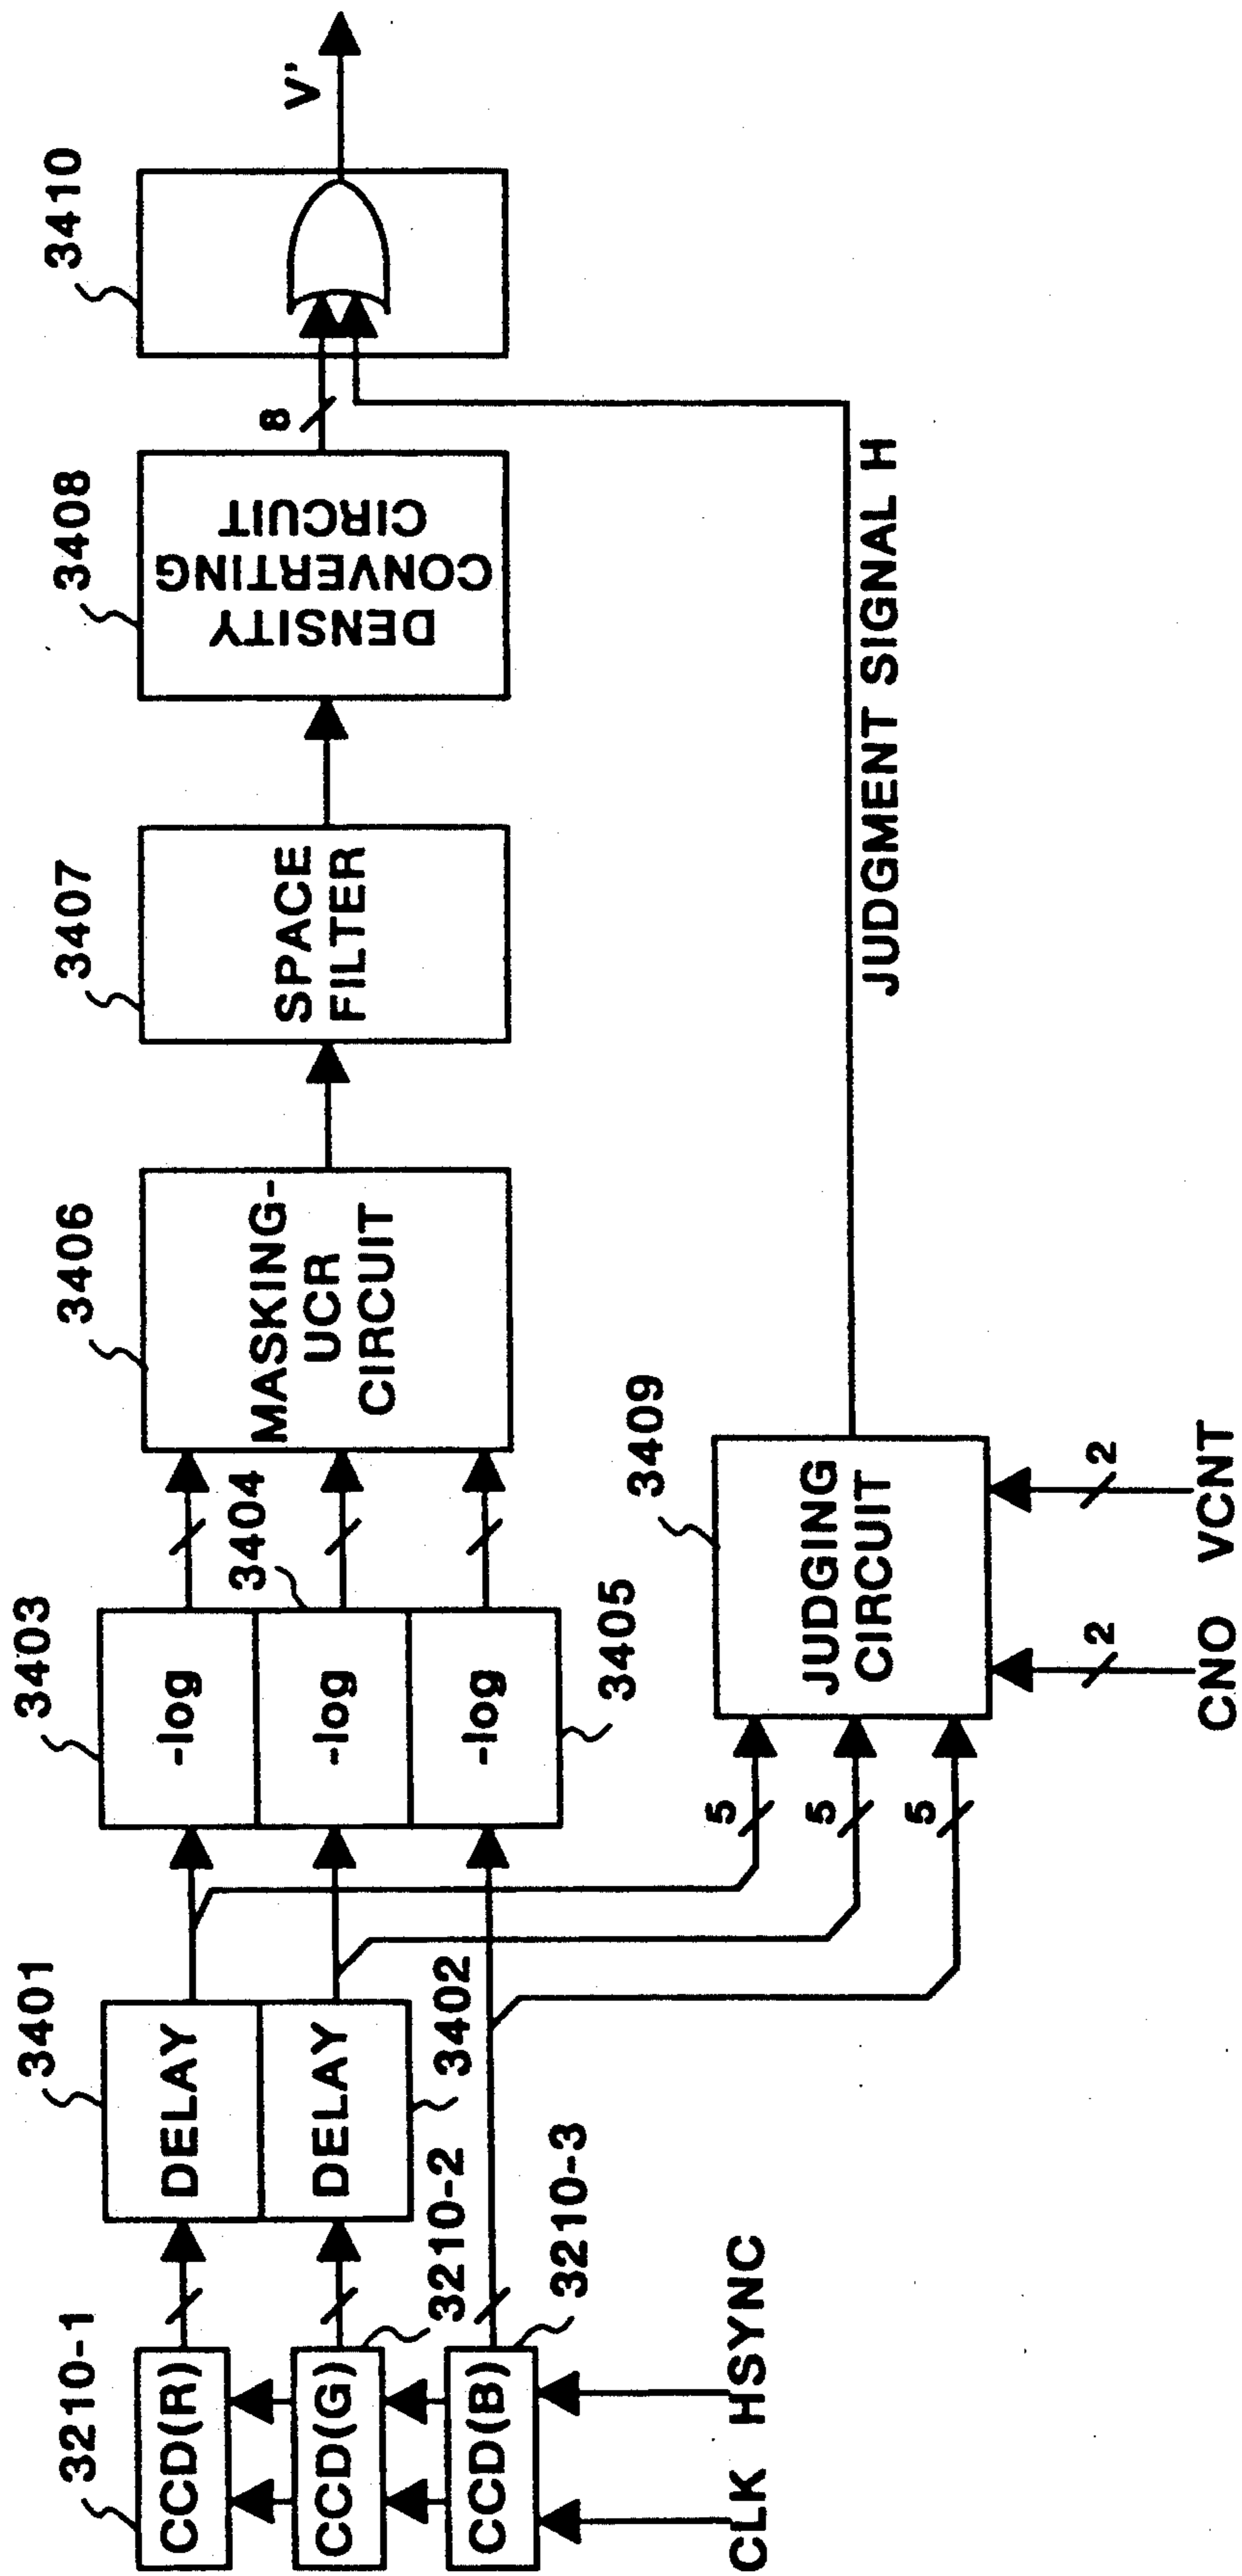 3210-1
CCD(R)
CCD(G)
3210-2
CCD(B)
3210-3
CLK
HSYNC
3401
DELAY
DELAY
3402
3403
-log
3404
-log
-log
3405
5
5
5
3406
MASKING-
UCR
CIRCUIT
3409
JUDGING
CIRCUIT
2
2
CNO
VCNT
3407
SPACE
FILTER
3408
DENSITY
CONVERTING
CIRCUIT
8
JUDGMENT SIGNAL H
3410
V'